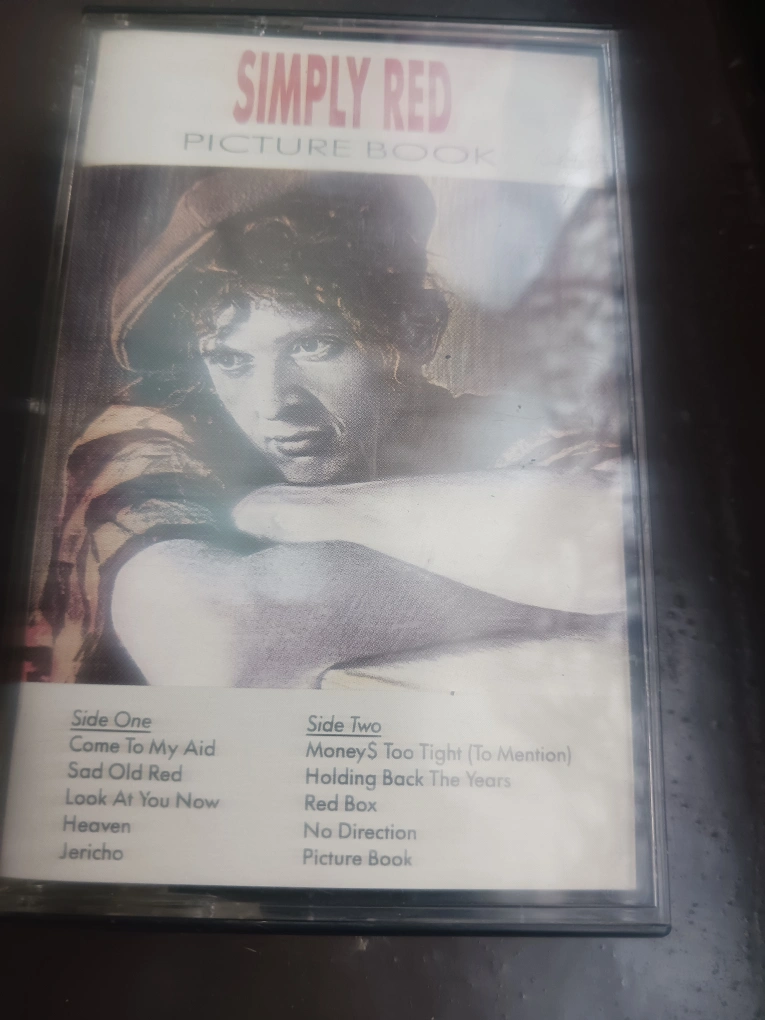 SIMPLY RED
PICTURE BOOK
Side One
Come To My Aid
Sad Old Red
Look At You Now
Heaven
Jericho
Side Two
Money$ Too Tight (To Mention)
Holding Back The Years
Red Box
No Direction
Picture Book